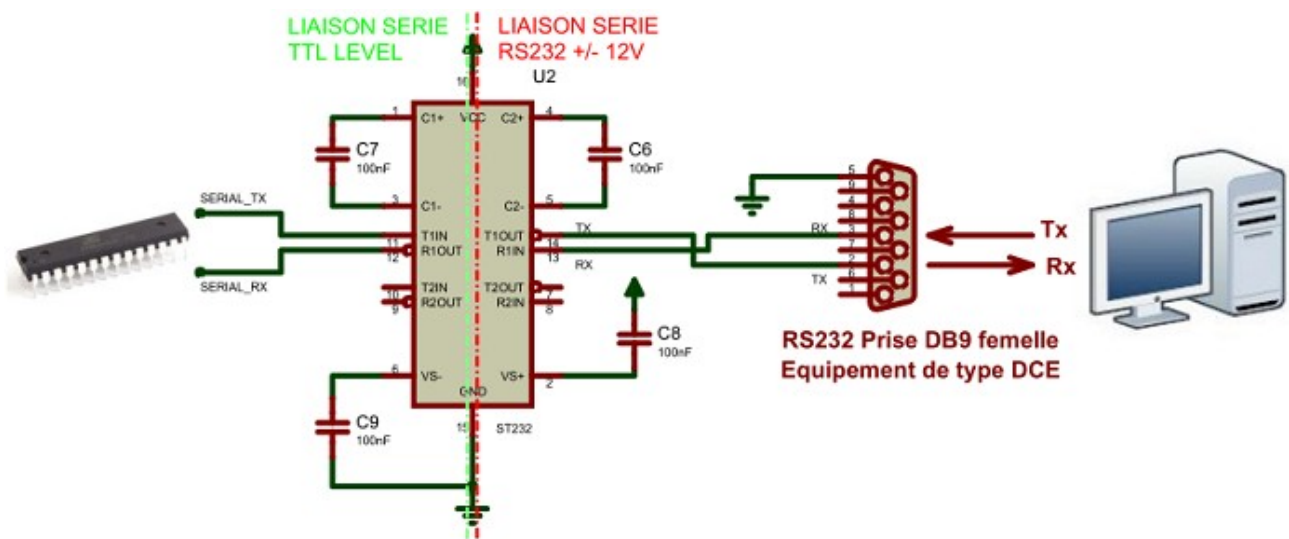 LIAISON SERIE
TTL LEVEL
LIAISON SERIE
RS232 +/- 12V
U2
16
1
C1+
VCC
C2+
4
C7
100nF
C6
100nF
3
C1-
C2-
5
SERIAL_TX
T1IN
T1OUT
TX
11
14
R1OUT
R1IN
12
13
RX
SERIAL_RX
T2IN
T2OUT
10
7
R2OUT
R2IN
9
8
C8
100nF
6
VS-
VS+
2
GND
C9
100nF
15
ST232
5
9
4
8
RX
3
7
2
TX
6
1
Tx
Rx
RS232 Prise DB9 femelle
Equipement de type DCE